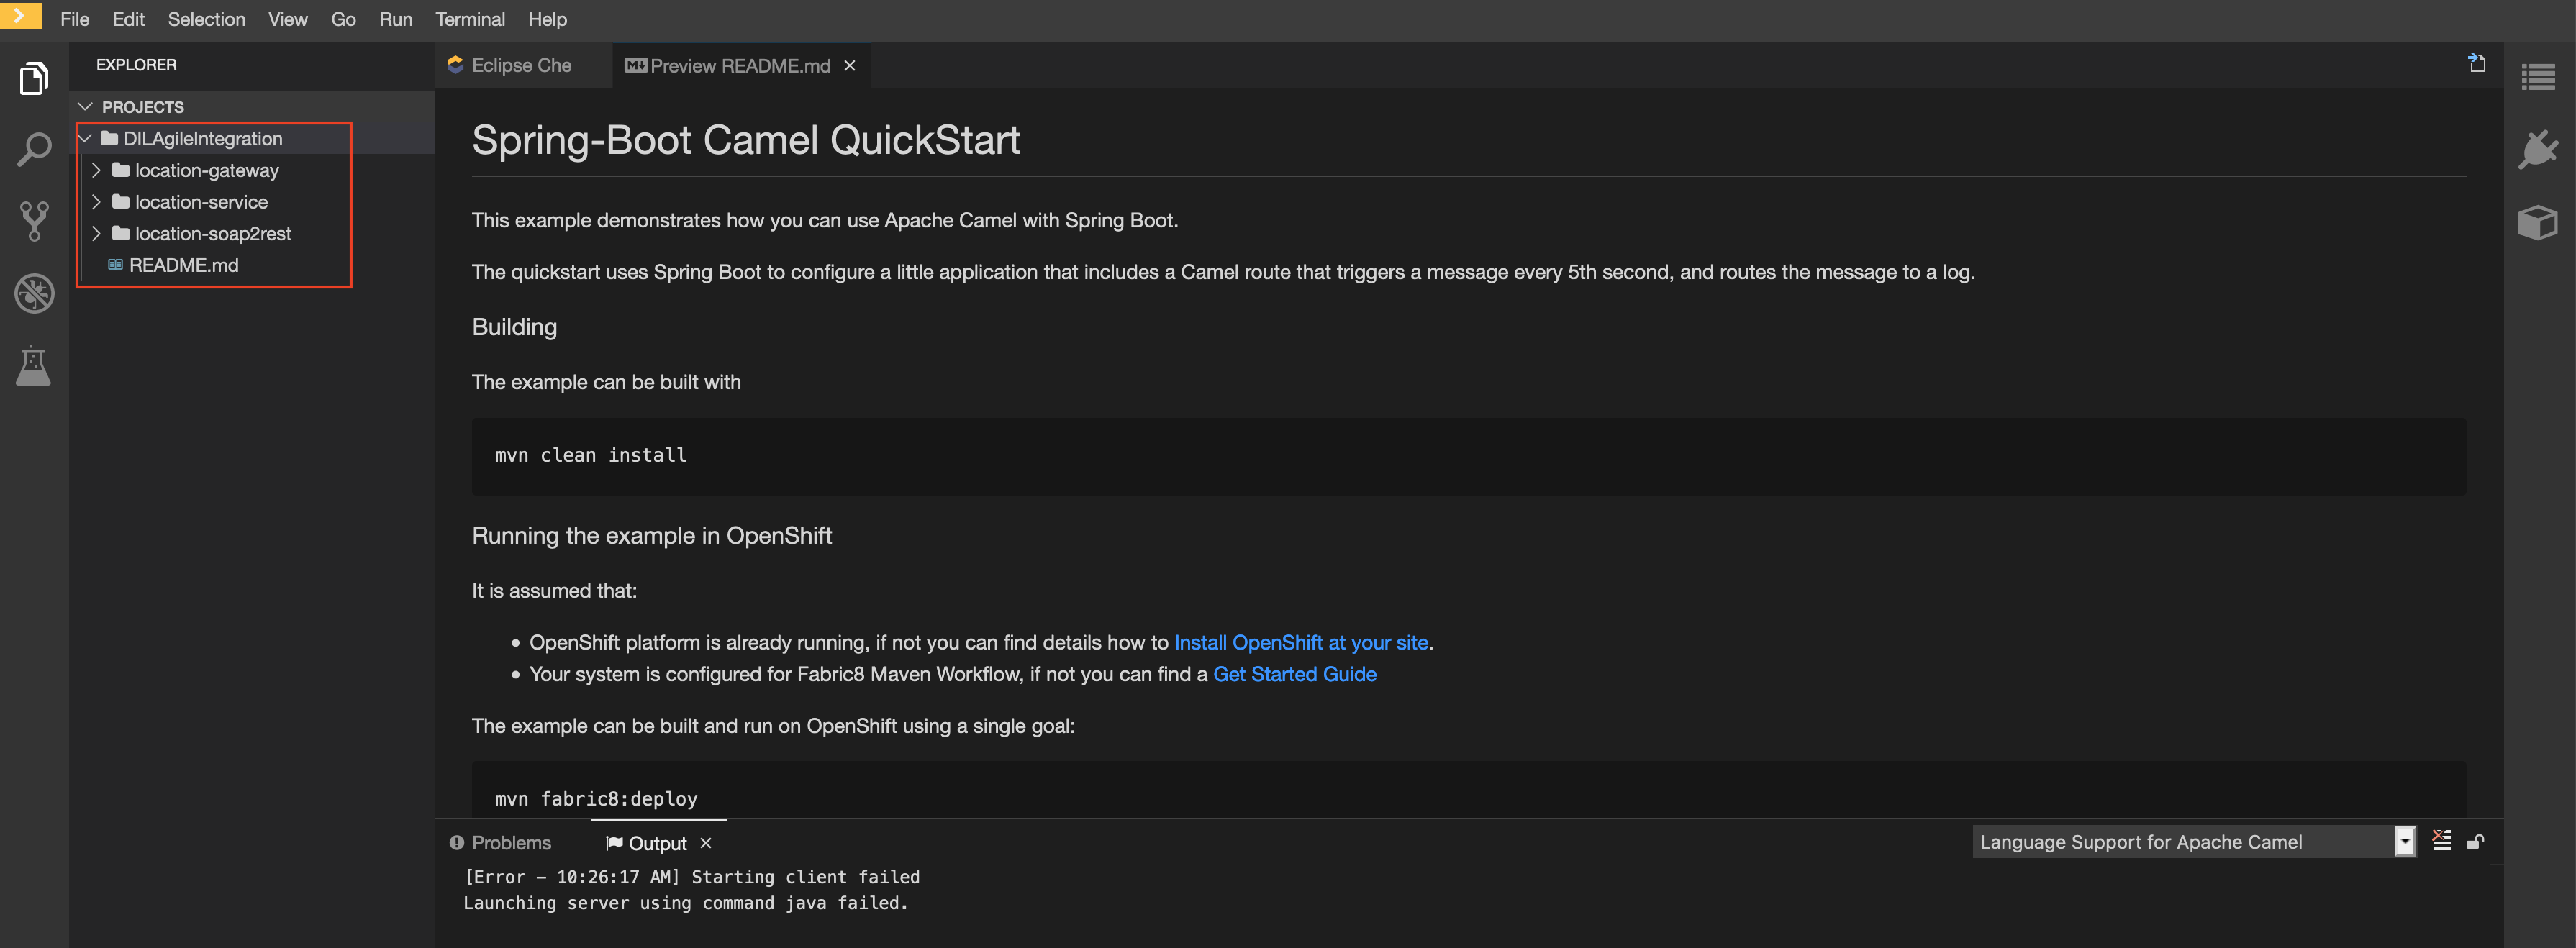 File Edit Selection View Go Run Terminal Help
EXPLORER
PROJECTS
DILAgileIntegration
location-gateway
location-service
location-soap2rest
README.md
Eclipse Che
Preview README.md
Spring-Boot Camel QuickStart
This example demonstrates how you can use Apache Camel with Spring Boot.
The quickstart uses Spring Boot to configure a little application that includes a Camel route that triggers a message every 5th second, and routes the message to a log.
Building
The example can be built with
mvn clean install
Running the example in OpenShift
It is assumed that:
• OpenShift platform is already running, if not you can find details how to Install OpenShift at your site.
• Your system is configured for Fabric8 Maven Workflow, if not you can find a Get Started Guide
The example can be built and run on OpenShift using a single goal:
mvn fabric8:deploy
Problems Output
Language Support for Apache Camel
[Error – 10:26:17 AM] Starting client failed
Launching server using command java failed.